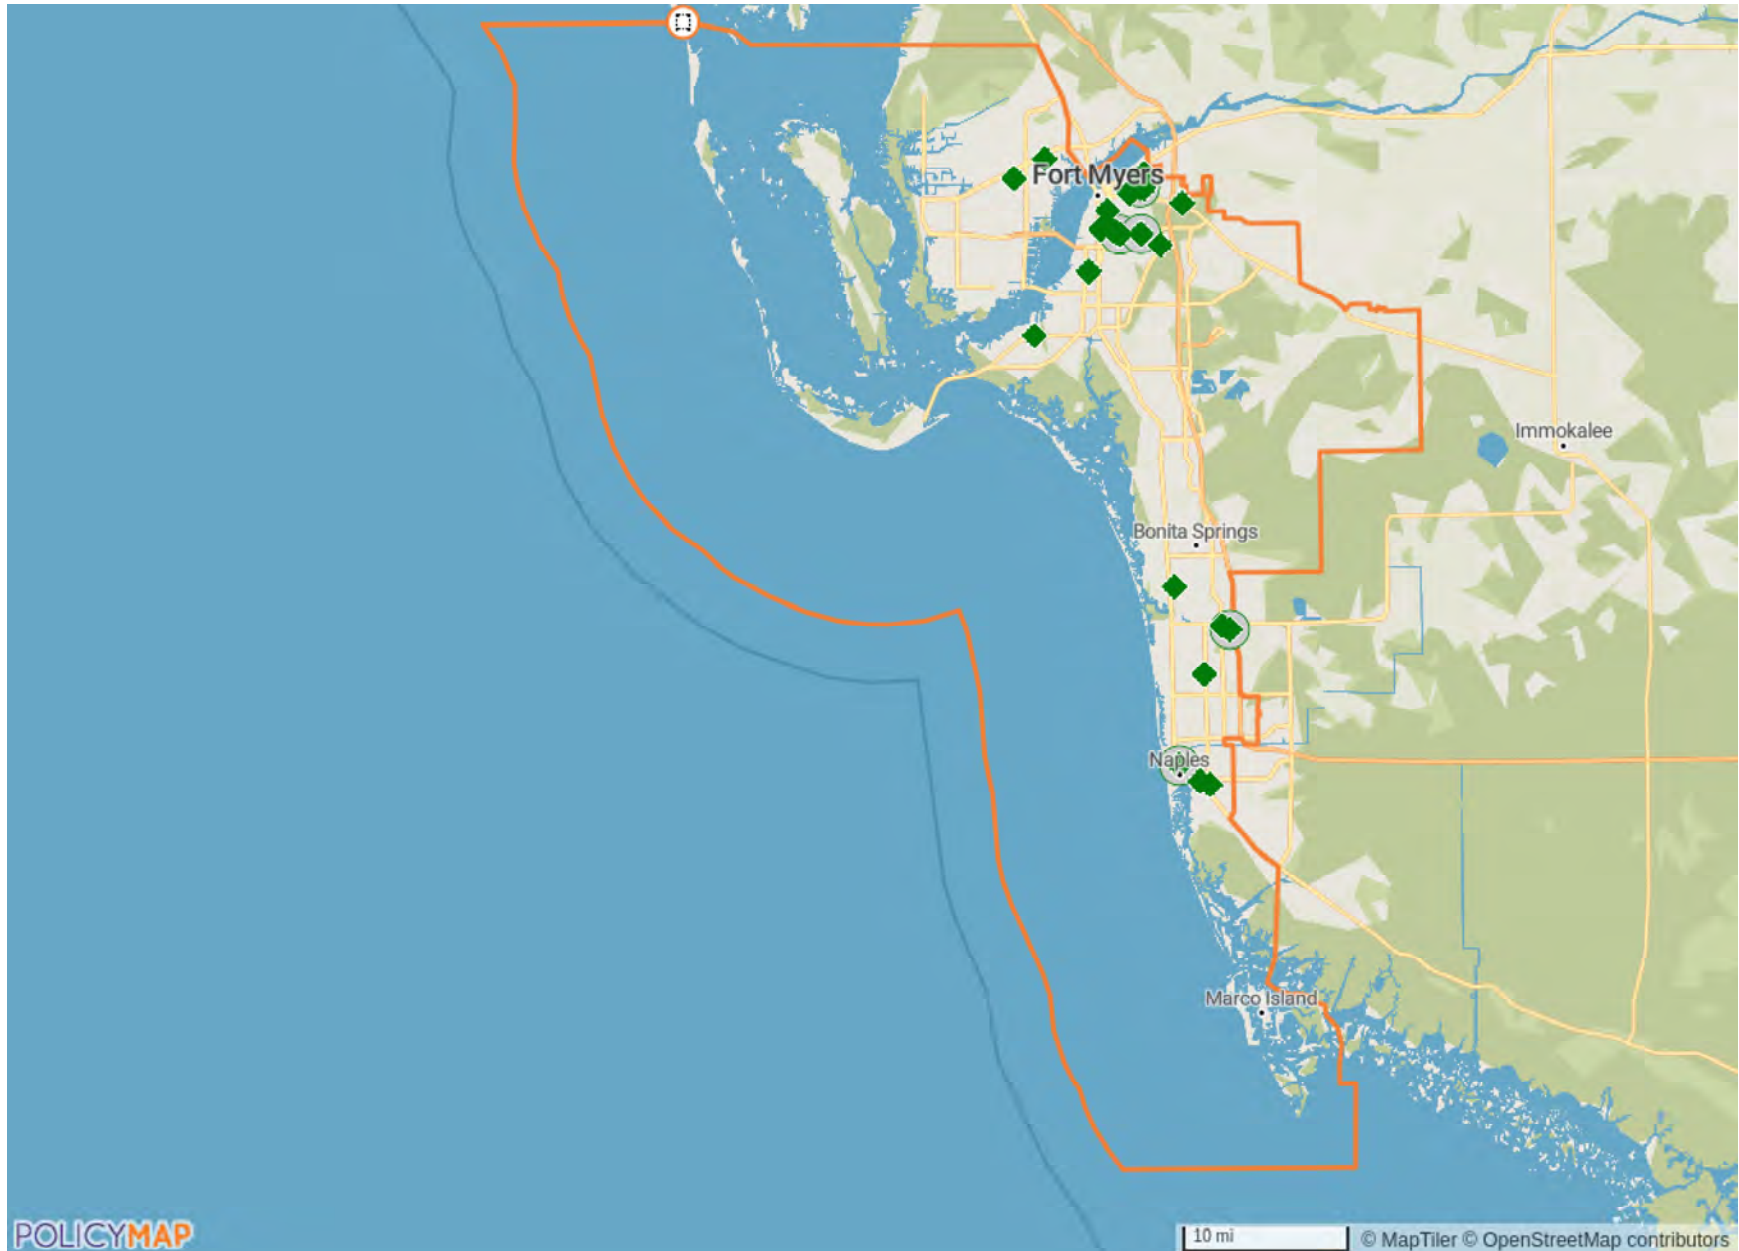 Fort Myers
Immokalee
Bonita Springs
Naples
Marco Island
POLICYMAP
10 mi
© MapTiler © OpenStreetMap contributors